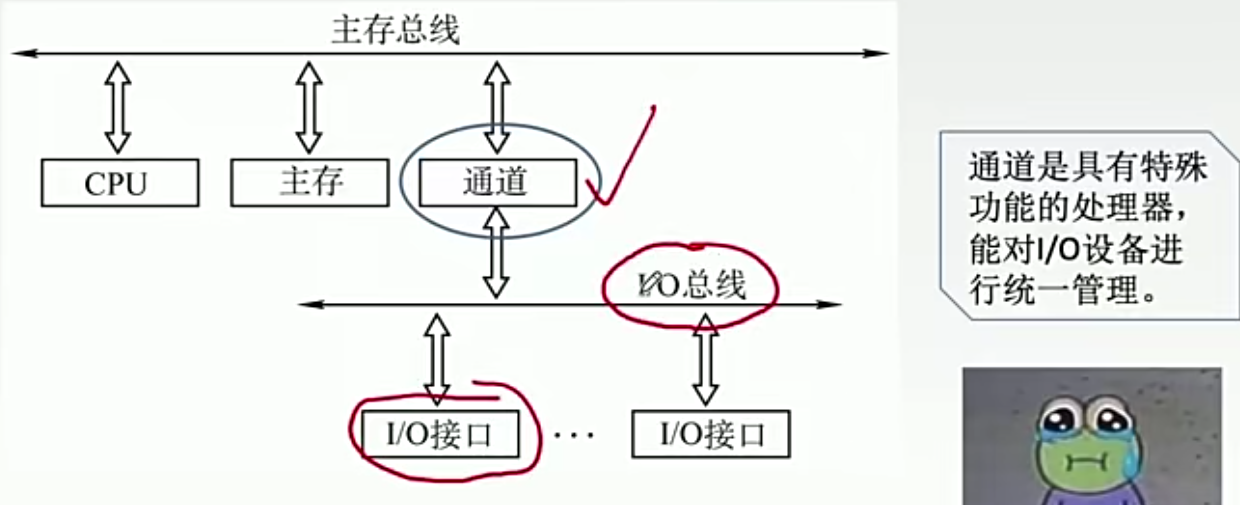 主存总线
CPU
主存
通道
I/O总线
I/O接口
···
I/O接口
通道是具有特殊
功能的处理器，
能对I/O设备进
行统一管理。